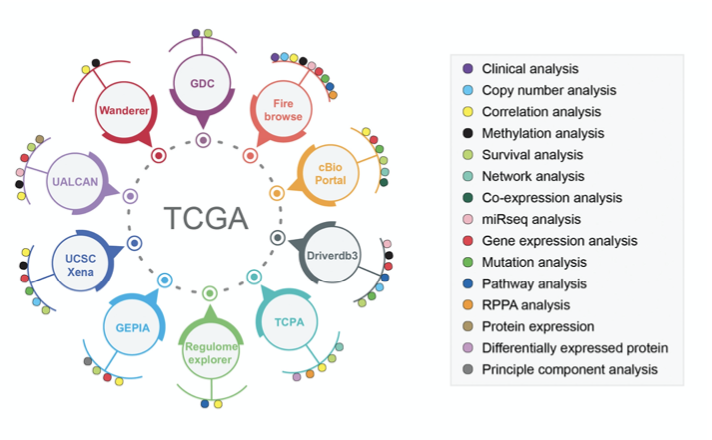 GDC
Fire
browse
cBio
Portal
Driverdb3
TCPA
Regulome
explorer
GEPIA
UCSC
Xena
UALCAN
Wanderer
TCGA
Clinical analysis
Copy number analysis
Correlation analysis
Methylation analysis
Survival analysis
Network analysis
Co-expression analysis
miRseq analysis
Gene expression analysis
Mutation analysis
Pathway analysis
RPPA analysis
Protein expression
Differentially expressed protein
Principle component analysis